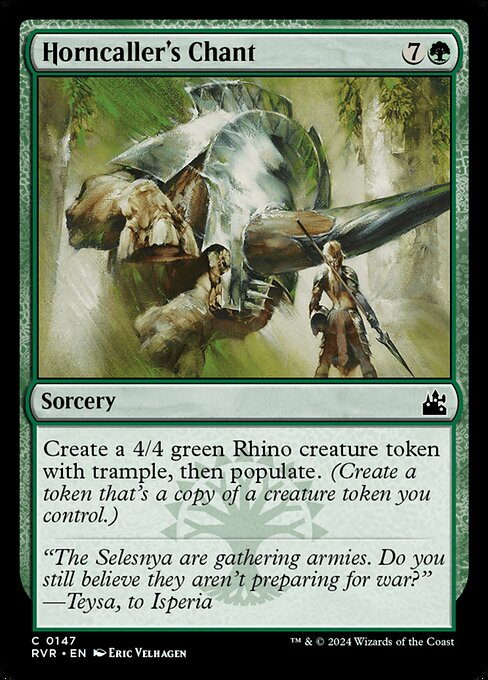 Horncaller's Chant 7
Sorcery
Create a 4/4 green Rhino creature token
with trample, then populate. (Create a
token that's a copy of a creature token you
control.)
“The Selesnya are gathering armies. Do you
still believe they aren't preparing for war?”
—Teysa, to Isperia
C 0147
RVR • EN Eric Velhagen
™ & © 2024 Wizards of the Coast